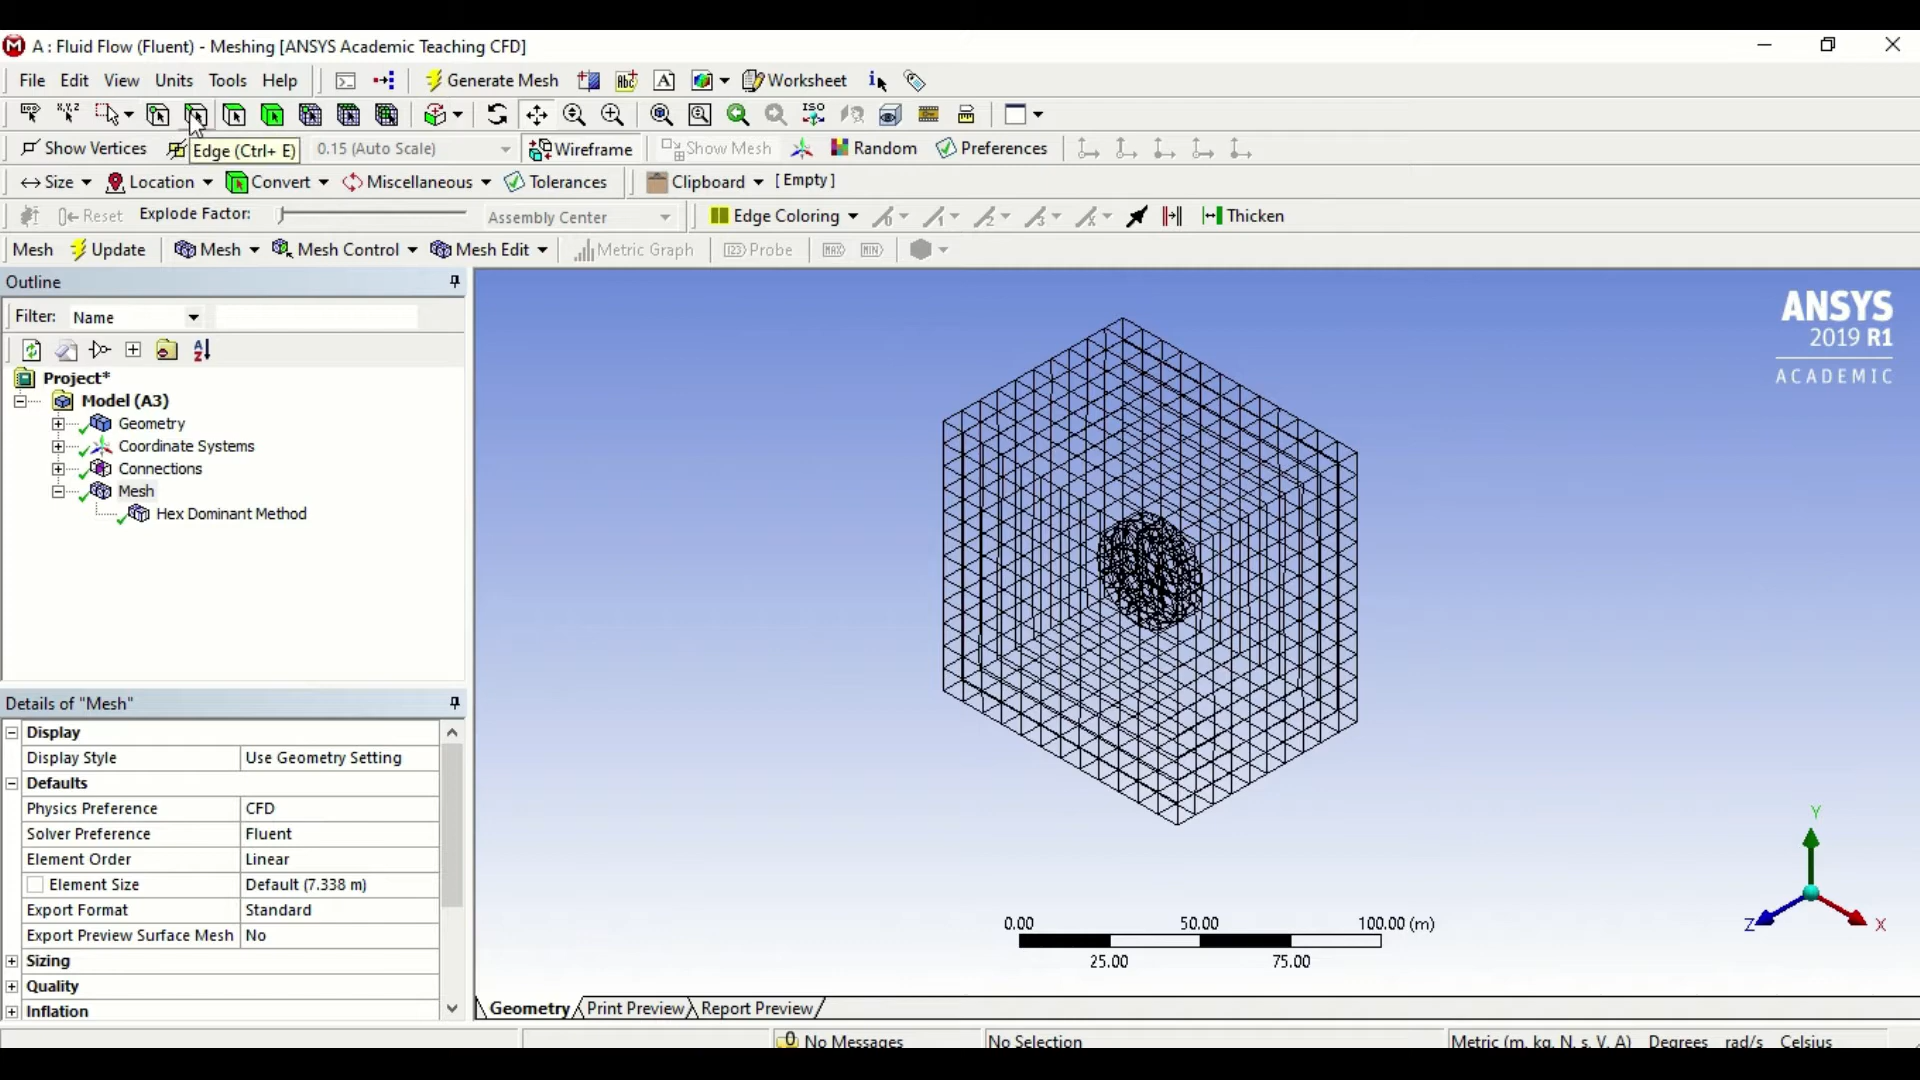 A : Fluid Flow (Fluent) - Meshing [ANSYS Academic Teaching CFD]
File Edit View Units Tools Help Generate Mesh Worksheet
Show Vertices Edge (Ctrl+ E) 0.15 (Auto Scale) Wireframe Show Mesh Random Preferences
Size Location Convert Miscellaneous Tolerances Clipboard [ Empty ]
Reset Explode Factor: Assembly Center Edge Coloring Thicken
Mesh Update Mesh Mesh Control Mesh Edit Metric Graph Probe MAX MIN
Outline
Filter: Name
Project*
Model (A3)
Geometry
Coordinate Systems
Connections
Mesh
Hex Dominant Method
Details of "Mesh"
Display
Display Style Use Geometry Setting
Defaults
Physics Preference CFD
Solver Preference Fluent
Element Order Linear
Element Size Default (7.338 m)
Export Format Standard
Export Preview Surface Mesh No
Sizing
Quality
Inflation
ANSYS
2019 R1
ACADEMIC
Y
Z X
0.00 50.00 100.00 (m)
25.00 75.00
Geometry Print Preview Report Preview
0 No Messages No Selection Metric (m, kg, N, s, V, A) Degrees rad/s Celsius